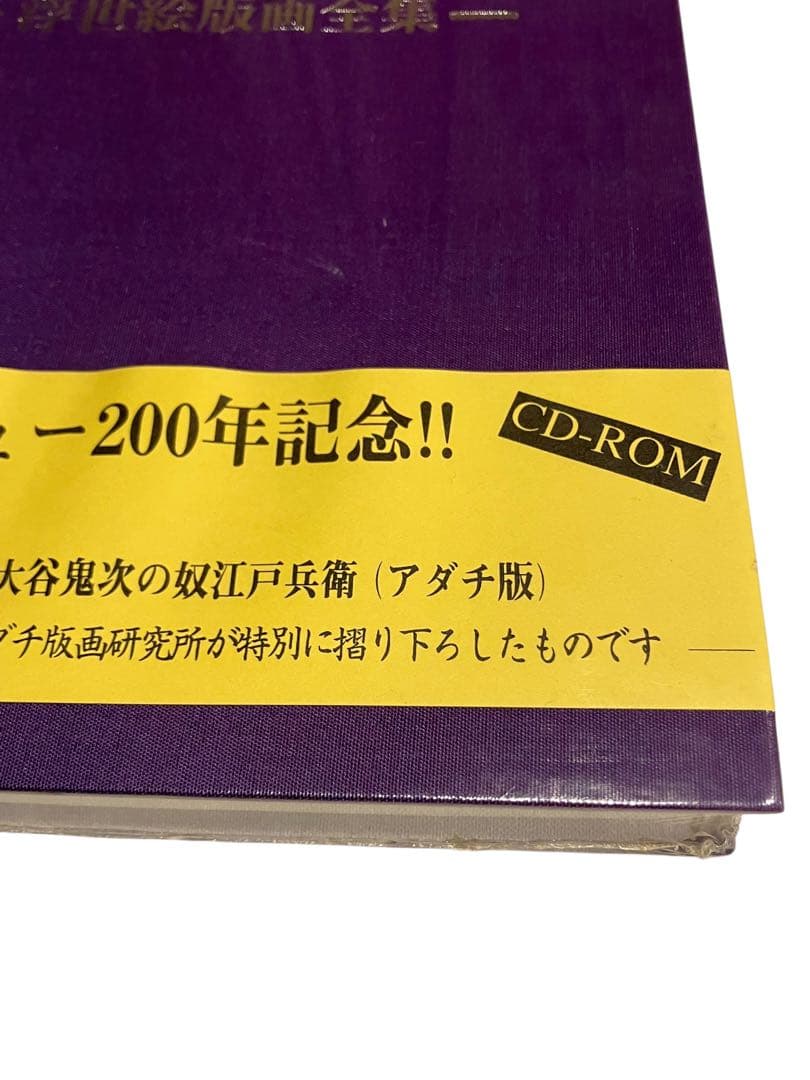 浮世絵版画全集―
ュー200年記念!!
CD-ROM
大谷鬼次の奴江戸兵衛(アダチ版)
ダチ版画研究所が特別に摺り下ろしたものです ―